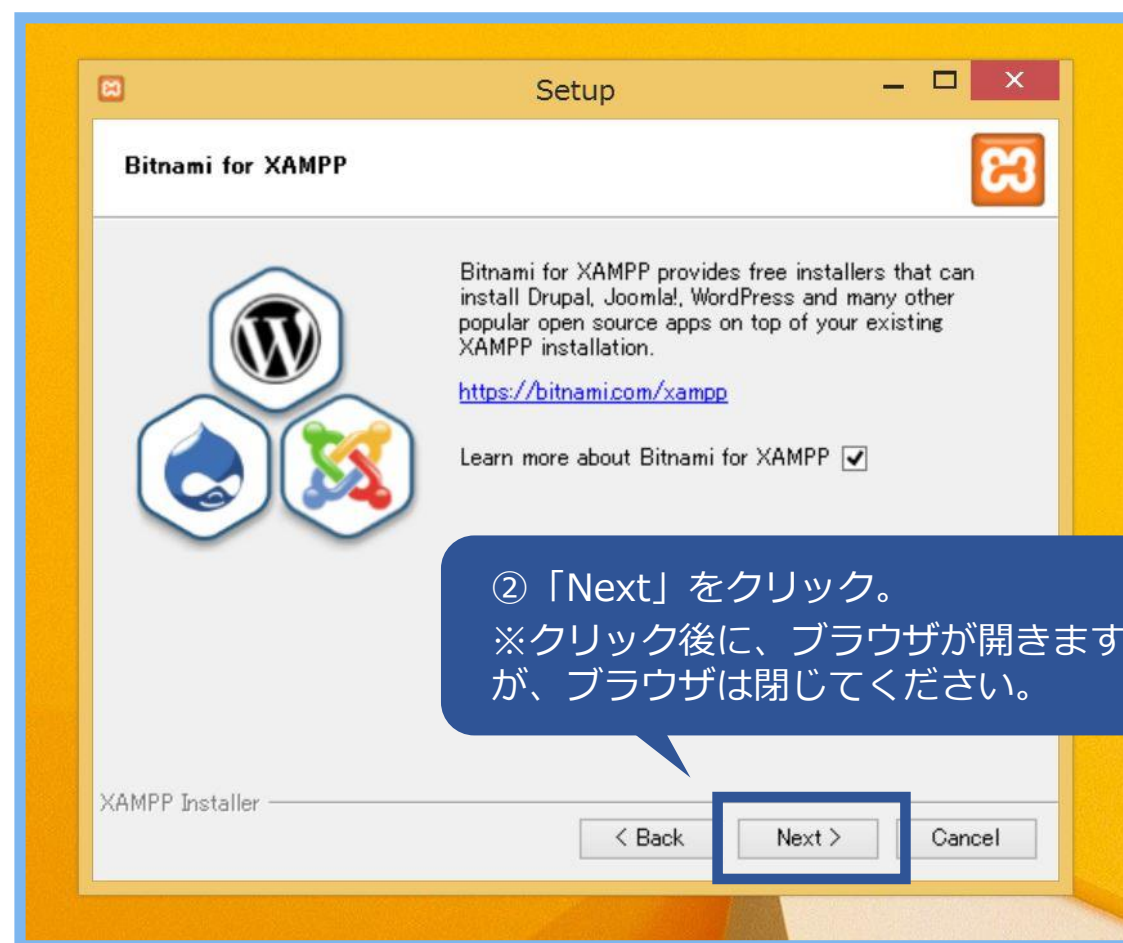 Setup
Bitnami for XAMPP
Bitnami for XAMPP provides free installers that can
install Drupal, Joomla!, WordPress and many other
popular open source apps on top of your existing
XAMPP installation.
https://bitnami.com/xampp
Learn more about Bitnami for XAMPP
②「Next」をクリック。
※クリック後に、ブラウザが開きます
が、ブラウザは閉じてください。
XAMPP Installer
< Back
Next >
Cancel